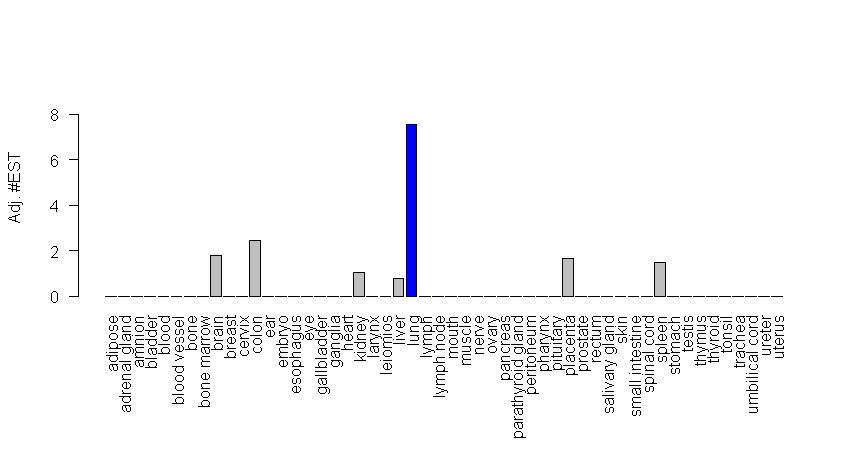 Adj. #EST
8
6
4
2
0
adipose
adrenal gland
amnion
bladder
blood
blood vessel
bone
bone marrow
brain
breast
cervix
colon
ear
embryo
esophagus
eye
gallbladder
ganglia
heart
kidney
larynx
leiomios
liver
lung
lymph
lymph node
mouth
muscle
nerve
ovary
pancreas
parathyroid gland
peritoneum
pharynx
pituitary
placenta
prostate
rectum
salivary gland
skin
small intestine
spinal cord
spleen
stomach
testis
thymus
thyroid
tonsil
trachea
umbilical cord
ureter
uterus